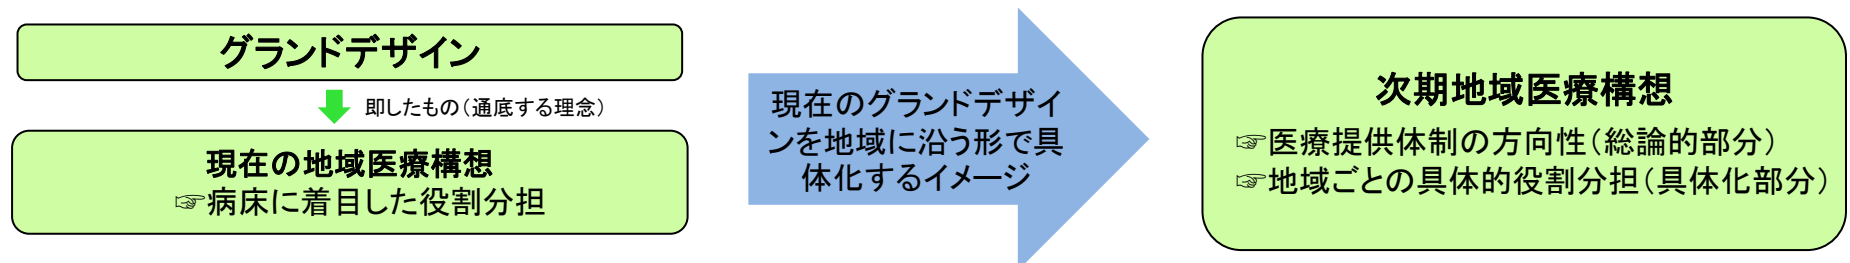 グランドデザイン
即したもの（通底する理念）
現在の地域医療構想
☞病床に着目した役割分担
現在のグランドデザイ
ンを地域に沿う形で具
体化するイメージ
次期地域医療構想
☞医療提供体制の方向性（総論的部分）
☞地域ごとの具体的役割分担（具体化部分）